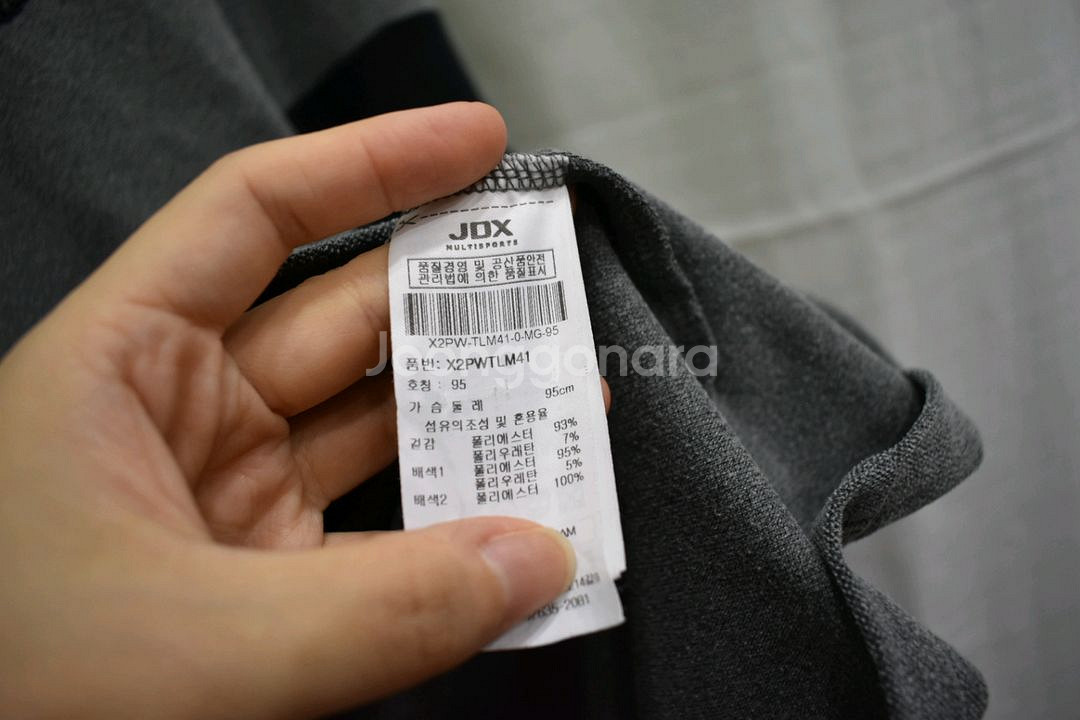 JDX
MULTISPORTS
품질경영 및 공산품안전
관리법에 의한 품질표시
X2PW-TLM41-0-MG-95
품번: X2PWTLM41
호칭 : 95
가 슴 둘 레 95cm
섬유의조성 및 혼용율
겉감 폴리에스터 93%
폴리우레탄 7%
배색1 폴리에스터 95%
폴리우레탄 5%
배색2 폴리에스터 100%
635-2081
Joonggonara